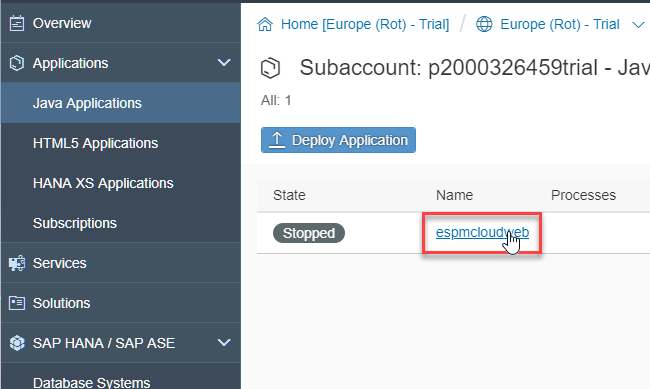 Overview
Applications
Java Applications
HTML5 Applications
HANA XS Applications
Subscriptions
Services
Solutions
SAP HANA / SAP ASE
Database Systems
Home [Europe (Rot) - Trial] / Europe (Rot) - Trial
Subaccount: p2000326459trial - Jav
All: 1
Deploy Application
State Name Processes
Stopped espmcloudweb